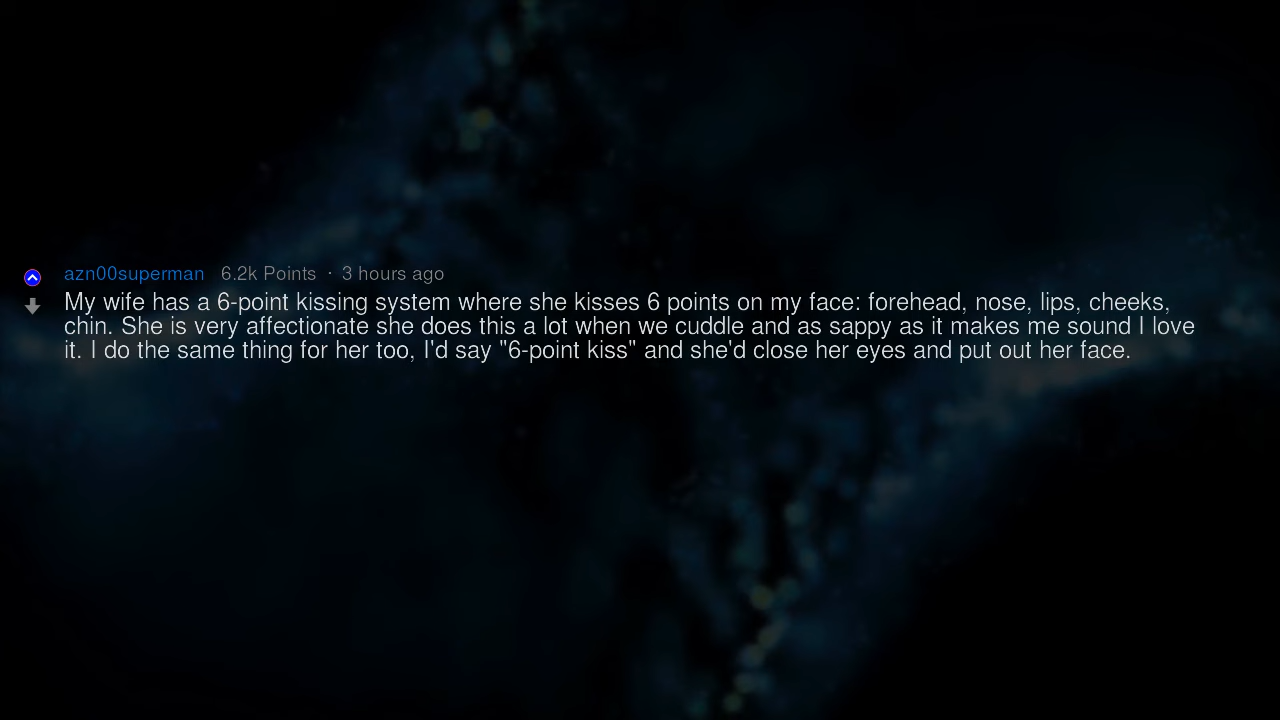 azn00superman 6.2k Points · 3 hours ago
My wife has a 6-point kissing system where she kisses 6 points on my face: forehead, nose, lips, cheeks,
chin. She is very affectionate she does this a lot when we cuddle and as sappy as it makes me sound I love
it. I do the same thing for her too, I'd say "6-point kiss" and she'd close her eyes and put out her face.